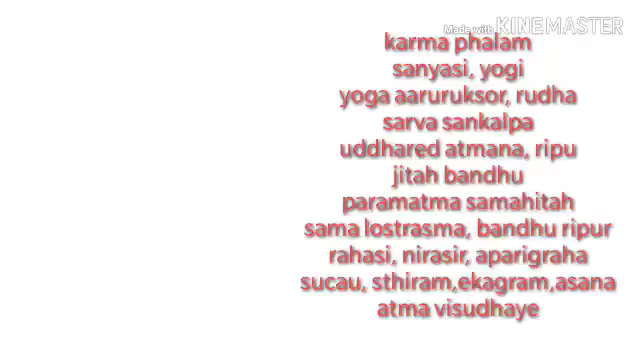 Made with KINEMASTER
karma phalam
sanyasi, yogi
yoga aaruruksor, rudha
sarva sankalpa
uddhared atmana, ripu
jitah bandhu
paramatma samahitah
sama lostrasma, bandhu ripur
rahasi, nirasir, aparigraha
sucau, sthiram,ekagram,asana
atma visudhaye